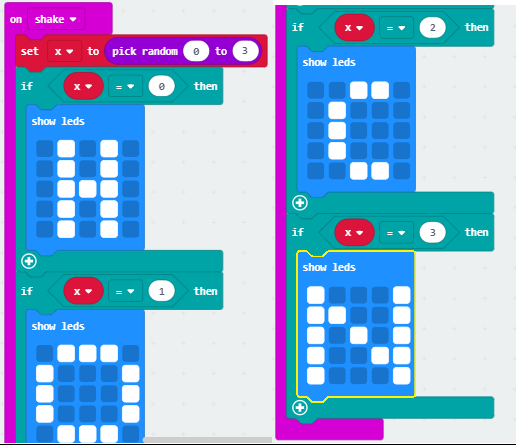 on shake
set x to pick random 0 to 3
if x = 0 then
show leds
if x = 1 then
show leds
if x = 2 then
show leds
if x = 3 then
show leds